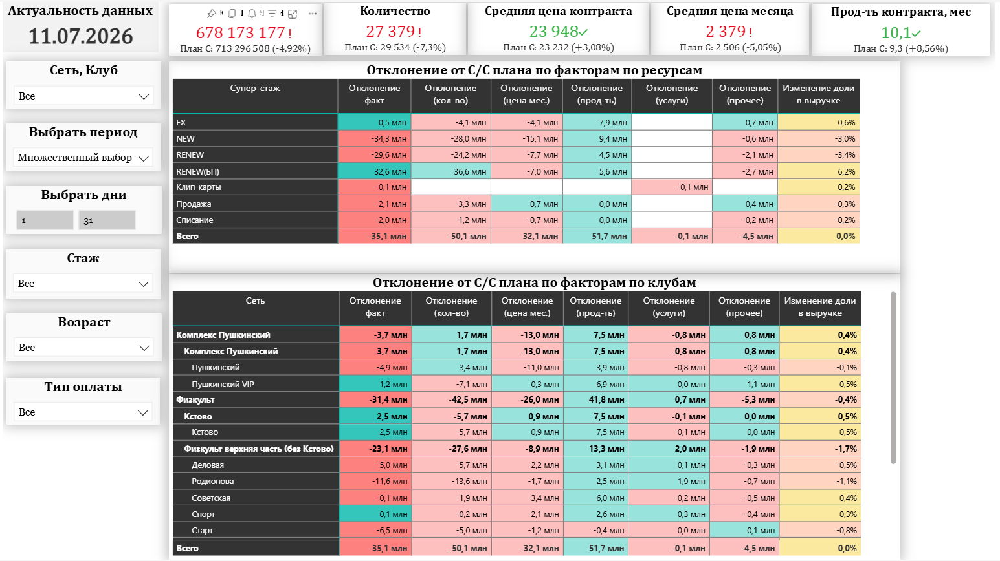 Актуальность данных
11.07.2026
678 173 177 !
План С: 713 296 508 (-4,92%)
Количество
27 379 !
План С: 29 534 (-7,3%)
Средняя цена контракта
23 948
План С: 23 232 (+3,08%)
Средняя цена месяца
2 379 !
План С: 2 506 (-5,05%)
Прод-ть контракта, мес
10,1
План С: 9,3 (+8,56%)
Сеть, Клуб
Все
Выбрать период
Множественный выбор
Выбрать дни
1 31
Стаж
Все
Возраст
Все
Тип оплаты
Все
Отклонение от С/С плана по факторам по ресурсам
Супер_стаж Отклонение факт Отклонение (кол-во) Отклонение (цена мес.) Отклонение (прод-ть) Отклонение (услуги) Отклонение (прочее) Изменение доли в выручке
EX 0,5 млн -4,1 млн -4,1 млн 7,9 млн 0,7 млн 0,6%
NEW -34,3 млн -28,0 млн -15,1 млн 9,4 млн -0,6 млн -3,0%
RENEW -29,6 млн -24,2 млн -7,7 млн 4,5 млн -2,1 млн -3,4%
RENEW(БП) 32,6 млн 36,6 млн -7,0 млн 5,6 млн -2,7 млн 6,2%
Клип-карты -0,1 млн -0,1 млн 0,2%
Продажа -2,1 млн -3,3 млн 0,7 млн 0,0 млн 0,4 млн -0,3%
Списание -2,0 млн -1,2 млн -0,7 млн 0,0 млн -0,2 млн -0,2%
Всего -35,1 млн -50,1 млн -32,1 млн 51,7 млн -0,1 млн -4,5 млн 0,0%
Отклонение от С/С плана по факторам по клубам
Сеть Отклонение факт Отклонение (кол-во) Отклонение (цена мес.) Отклонение (прод-ть) Отклонение (услуги) Отклонение (прочее) Изменение доли в выручке
Комплекс Пушкинский -3,7 млн 1,7 млн -13,0 млн 7,5 млн -0,8 млн 0,8 млн 0,4%
Комплекс Пушкинский -3,7 млн 1,7 млн -13,0 млн 7,5 млн -0,8 млн 0,8 млн 0,4%
Пушкинский -4,9 млн 3,4 млн -11,0 млн 3,9 млн -0,8 млн -0,3 млн -0,1%
Пушкинский VIP 1,2 млн -7,1 млн 0,3 млн 6,9 млн 0,0 млн 1,1 млн 0,5%
Физкульт -31,4 млн -42,5 млн -26,0 млн 41,8 млн 0,7 млн -5,3 млн -0,4%
Кстово 2,5 млн -5,7 млн 0,9 млн 7,5 млн -0,1 млн 0,0 млн 0,5%
Кстово 2,5 млн -5,7 млн 0,9 млн 7,5 млн -0,1 млн 0,0 млн 0,5%
Физкульт верхняя часть (без Кстово) -23,1 млн -27,6 млн -8,9 млн 13,3 млн 2,0 млн -1,9 млн -1,7%
Деловая -5,0 млн -5,7 млн -2,2 млн 3,1 млн 0,1 млн -0,3 млн -0,5%
Родионова -11,6 млн -13,6 млн -1,7 млн 2,5 млн 1,9 млн -0,7 млн -1,1%
Советская -0,1 млн -1,9 млн -3,4 млн 6,0 млн -0,2 млн -0,5 млн 0,4%
Спорт 0,1 млн -0,2 млн -2,1 млн 2,6 млн 0,3 млн -0,4 млн 0,3%
Старт -6,5 млн -5,0 млн -1,2 млн -0,4 млн 0,0 млн 0,1 млн -0,8%
Всего -35,1 млн -50,1 млн -32,1 млн 51,7 млн -0,1 млн -4,5 млн 0,0%